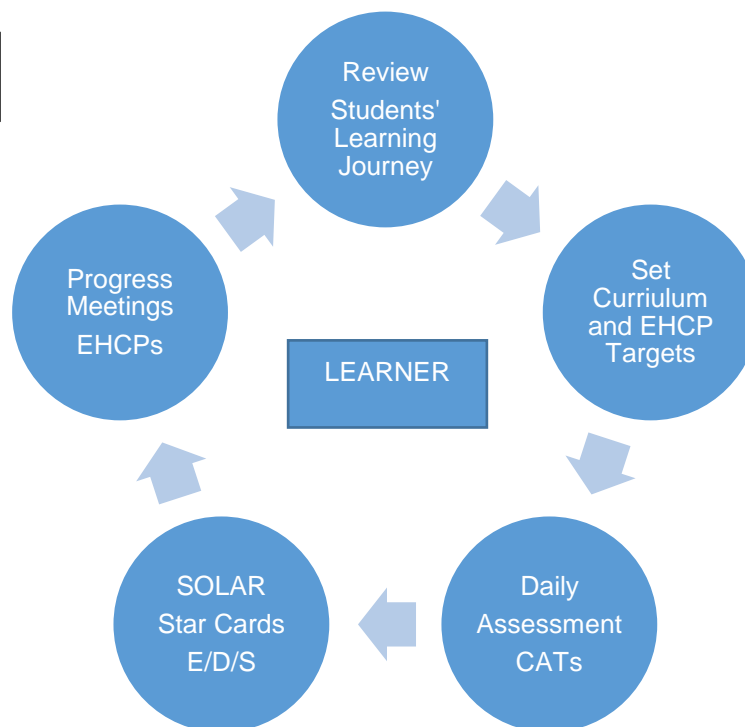 Review
Students'
Learning
Journey
Set
Curriulum
and EHCP
Targets
Daily
Assessment
CATs
SOLAR
Star Cards
E/D/S
Progress
Meetings
EHCPs
LEARNER